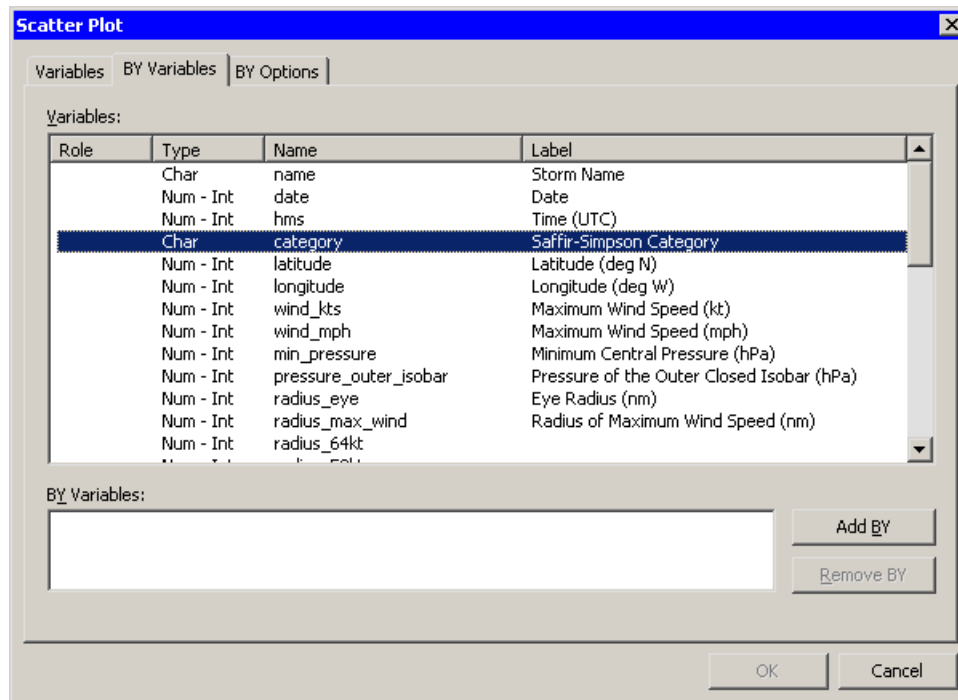 Scatter Plot
Variables BY Variables BY Options
Variables:
Role Type Name Label
Char name Storm Name
Num - Int date Date
Num - Int hms Time (UTC)
Char category Saffir-Simpson Category
Num - Int latitude Latitude (deg N)
Num - Int longitude Longitude (deg W)
Num - Int wind_kts Maximum Wind Speed (kt)
Num - Int wind_mph Maximum Wind Speed (mph)
Num - Int min_pressure Minimum Central Pressure (hPa)
Num - Int pressure_outer_isobar Pressure of the Outer Closed Isobar (hPa)
Num - Int radius_eye Eye Radius (nm)
Num - Int radius_max_wind Radius of Maximum Wind Speed (nm)
Num - Int radius_64kt
BY Variables:
Add BY
Remove BY
OK Cancel